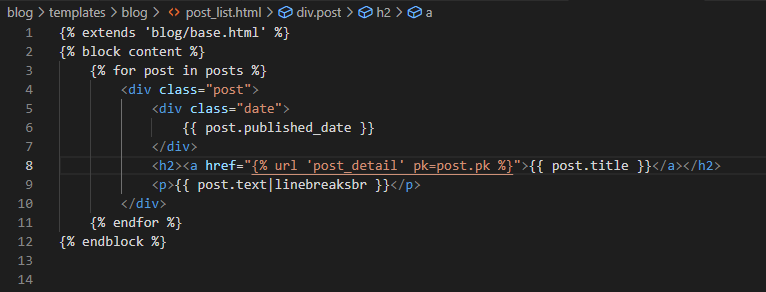 blog > templates > blog > post_list.html > div.post > h2 > a
1 {% extends 'blog/base.html' %}
2 {% block content %}
3     {% for post in posts %}
4         <div class="post">
5             <div class="date">
6                 {{ post.published_date }}
7             </div>
8             <h2><a href="{% url 'post_detail' pk=post.pk %}">{{ post.title }}</a></h2>
9             <p>{{ post.text|linebreaksbr }}</p>
10         </div>
11     {% endfor %}
12 {% endblock %}
13
14